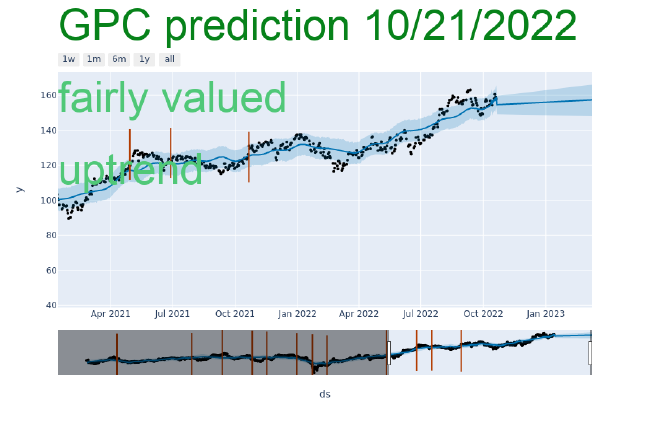 GPC prediction 10/21/2022
1w 1m 6m 1y all
fairly valued
uptrend
160
140
120
100
80
60
40
y
Apr 2021 Jul 2021 Oct 2021 Jan 2022 Apr 2022 Jul 2022 Oct 2022 Jan 2023
ds